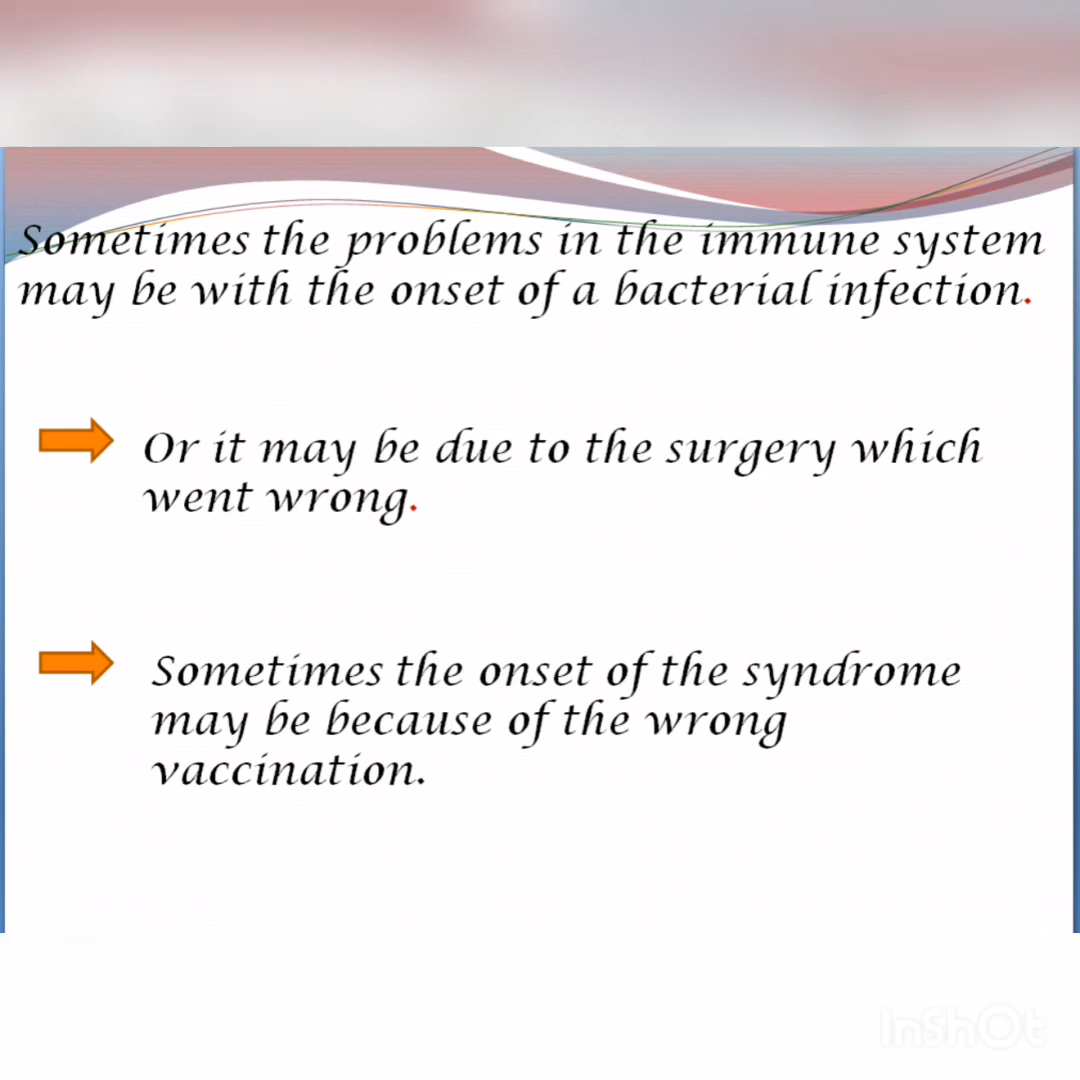 Sometimes the problems in the immune system
may be with the onset of a bacterial infection.
Or it may be due to the surgery which
went wrong.
Sometimes the onset of the syndrome
may be because of the wrong
vaccination.
InShOt